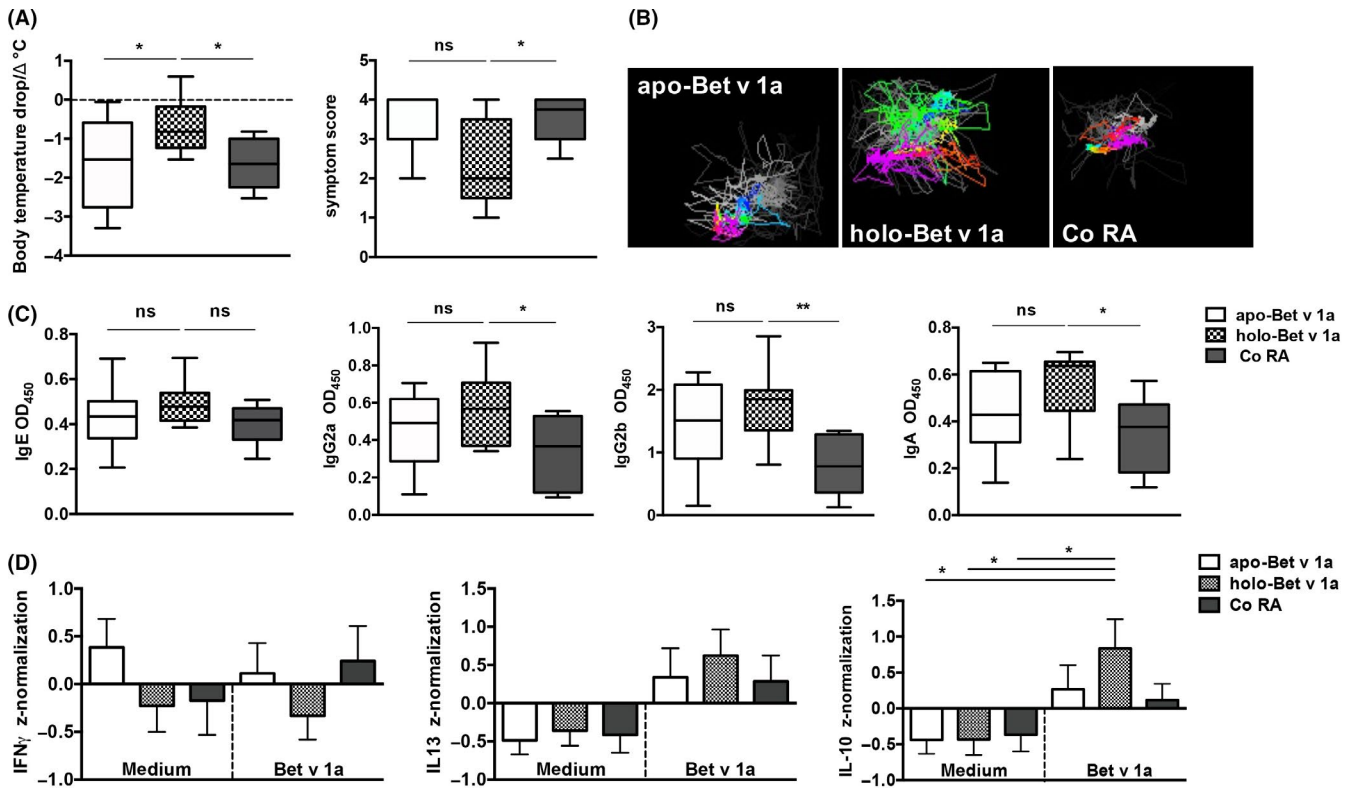 (A)
Body temperature drop/Δ °C
1
0
–1
–2
–3
–4
*
*
symptom score
5
4
3
2
1
0
ns
*
(B)
apo-Bet v 1a
holo-Bet v 1a
Co RA
(C)
IgE OD450
0.8
0.6
0.4
0.2
0.0
ns
ns
IgG2a OD450
1.0
0.8
0.6
0.4
0.2
0.0
ns
*
IgG2b OD450
3
2
1
0
ns
**
IgA OD450
0.8
0.6
0.4
0.2
0.0
ns
*
apo-Bet v 1a
holo-Bet v 1a
Co RA
(D)
IFNγ z-normalization
1.0
0.5
0.0
–0.5
–1.0
Medium
Bet v 1a
IL13 z-normalization
1.5
1.0
0.5
0.0
–0.5
–1.0
Medium
Bet v 1a
IL-10 z-normalization
1.5
1.0
0.5
0.0
–0.5
–1.0
*
*
*
Medium
Bet v 1a
apo-Bet v 1a
holo-Bet v 1a
Co RA